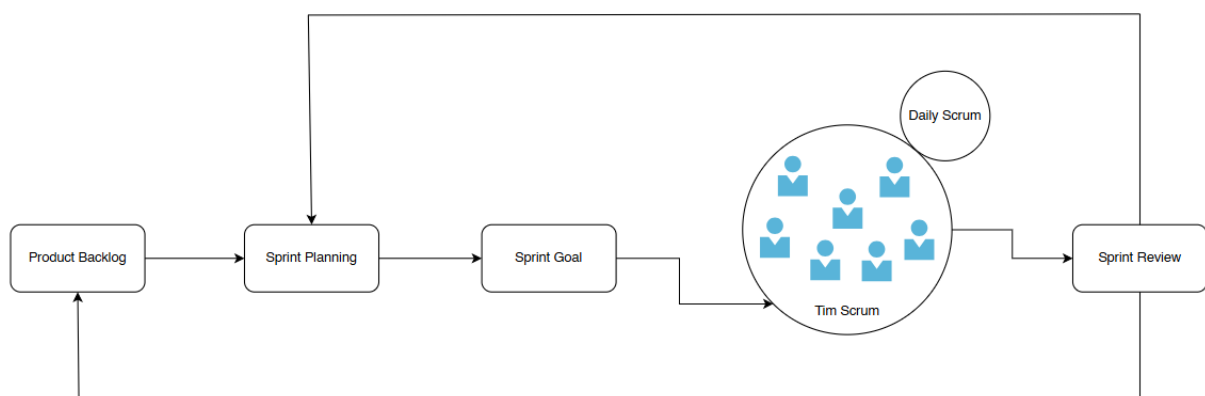 Daily Scrum
Product Backlog
Sprint Planning
Sprint Goal
Sprint Review
Tim Scrum